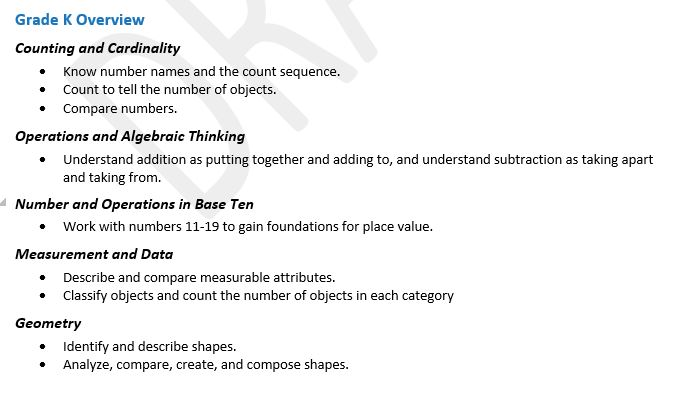 Grade K Overview
Counting and Cardinality
• Know number names and the count sequence.
• Count to tell the number of objects.
• Compare numbers.
Operations and Algebraic Thinking
• Understand addition as putting together and adding to, and understand subtraction as taking apart
and taking from.
Number and Operations in Base Ten
• Work with numbers 11-19 to gain foundations for place value.
Measurement and Data
• Describe and compare measurable attributes.
• Classify objects and count the number of objects in each category
Geometry
• Identify and describe shapes.
• Analyze, compare, create, and compose shapes.